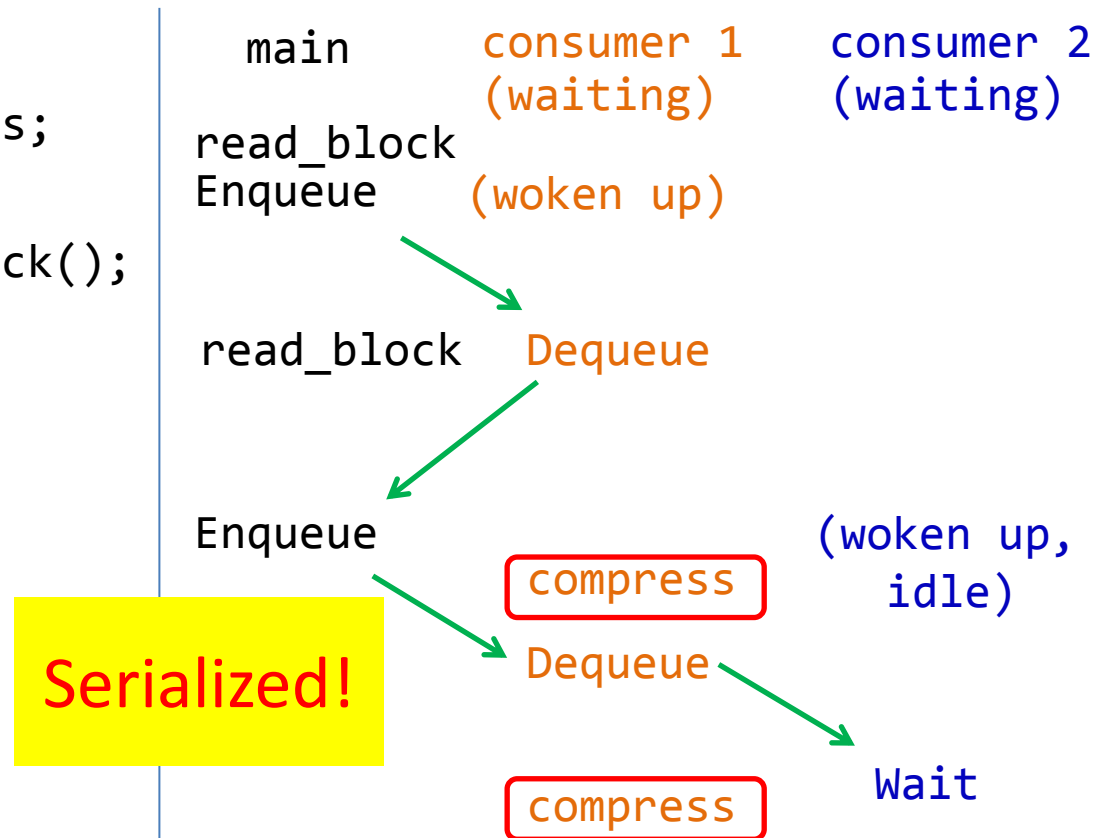 main
consumer 1
(waiting)
consumer 2
(waiting)
s;
read_block
Enqueue
(woken up)
ck();
read_block
Dequeue
Enqueue
(woken up,
idle)
compress
Serialized!
Dequeue
Wait
compress